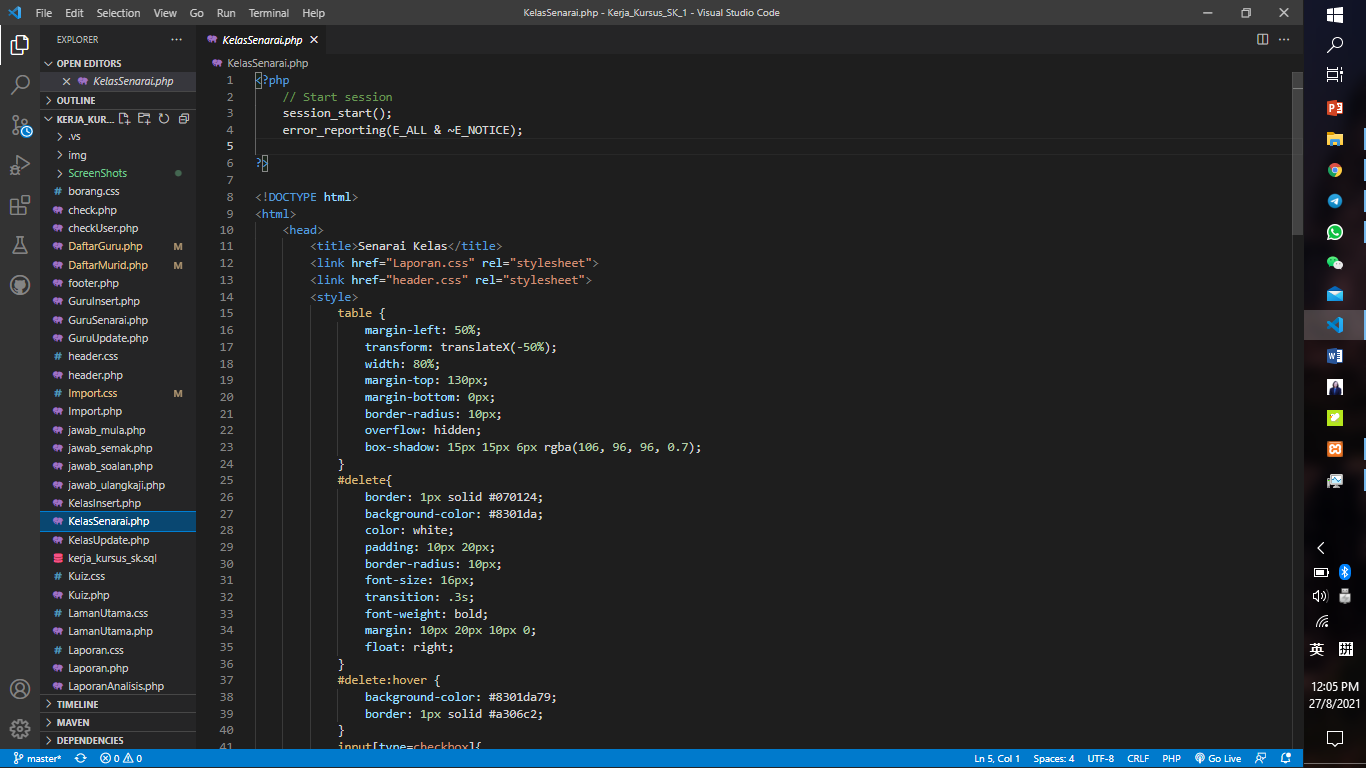 File Edit Selection View Go Run Terminal Help KelasSenarai.php - Kerja_Kursus_SK_1 - Visual Studio Code
EXPLORER
OPEN EDITORS
KelasSenarai.php
OUTLINE
KERJA_KUR...
.vs
img
ScreenShots
borang.css
check.php
checkUser.php
DaftarGuru.php M
DaftarMurid.php M
footer.php
GuruInsert.php
GuruSenarai.php
GuruUpdate.php
header.css
header.php
Import.css M
Import.php
jawab_mula.php
jawab_semak.php
jawab_soalan.php
jawab_ulangkaji.php
KelasInsert.php
KelasSenarai.php
KelasUpdate.php
kerja_kursus_sk.sql
Kuiz.css
Kuiz.php
LamanUtama.css
LamanUtama.php
Laporan.css
Laporan.php
LaporanAnalisis.php
TIMELINE
MAVEN
DEPENDENCIES
KelasSenarai.php
KelasSenarai.php
1 <?php
2 // Start session
3 session_start();
4 error_reporting(E_ALL & ~E_NOTICE);
5
6 ?>
7
8 <!DOCTYPE html>
9 <html>
10 <head>
11 <title>Senarai Kelas</title>
12 <link href="Laporan.css" rel="stylesheet">
13 <link href="header.css" rel="stylesheet">
14 <style>
15 table {
16 margin-left: 50%;
17 transform: translateX(-50%);
18 width: 80%;
19 margin-top: 130px;
20 margin-bottom: 0px;
21 border-radius: 10px;
22 overflow: hidden;
23 box-shadow: 15px 15px 6px rgba(106, 96, 96, 0.7);
24 }
25 #delete{
26 border: 1px solid #070124;
27 background-color: #8301da;
28 color: white;
29 padding: 10px 20px;
30 border-radius: 10px;
31 font-size: 16px;
32 transition: .3s;
33 font-weight: bold;
34 margin: 10px 20px 10px 0;
35 float: right;
36 }
37 #delete:hover {
38 background-color: #8301da79;
39 border: 1px solid #a306c2;
40 }
41 input[type=checkbox]{
master* 0 0 Ln 5, Col 1 Spaces: 4 UTF-8 CRLF PHP Go Live
英 拼
12:05 PM
27/8/2021